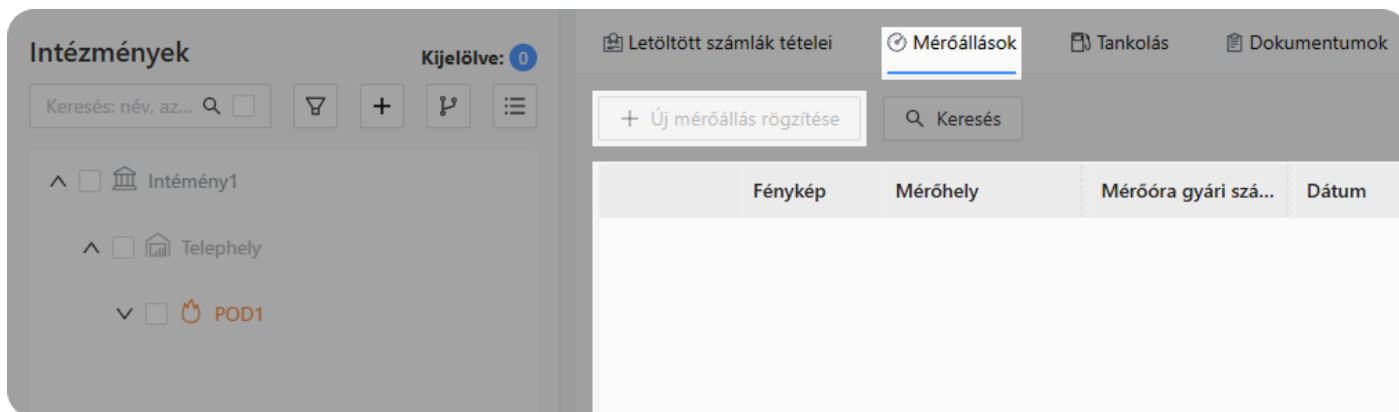 Intézmények
Kijelölve: 0
Keresés: név, az...
Intémény1
Telephely
POD1
Letöltött számlák tételei
Mérőállások
Tankolás
Dokumentumok
Új mérőállás rögzítése
Keresés
Fénykép
Mérőhely
Mérőóra gyári szá...
Dátum